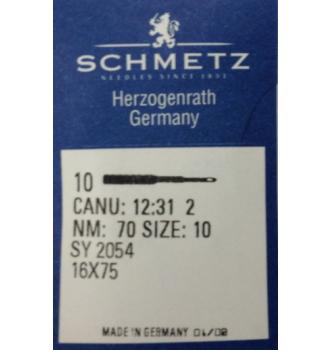 SCHMETZ
NEEDLES SINCE 1851
Herzogenrath
Germany
10
CANU: 12:31 2
NM: 70 SIZE: 10
SY 2054
16X75
MADE IN GERMANY 04/02